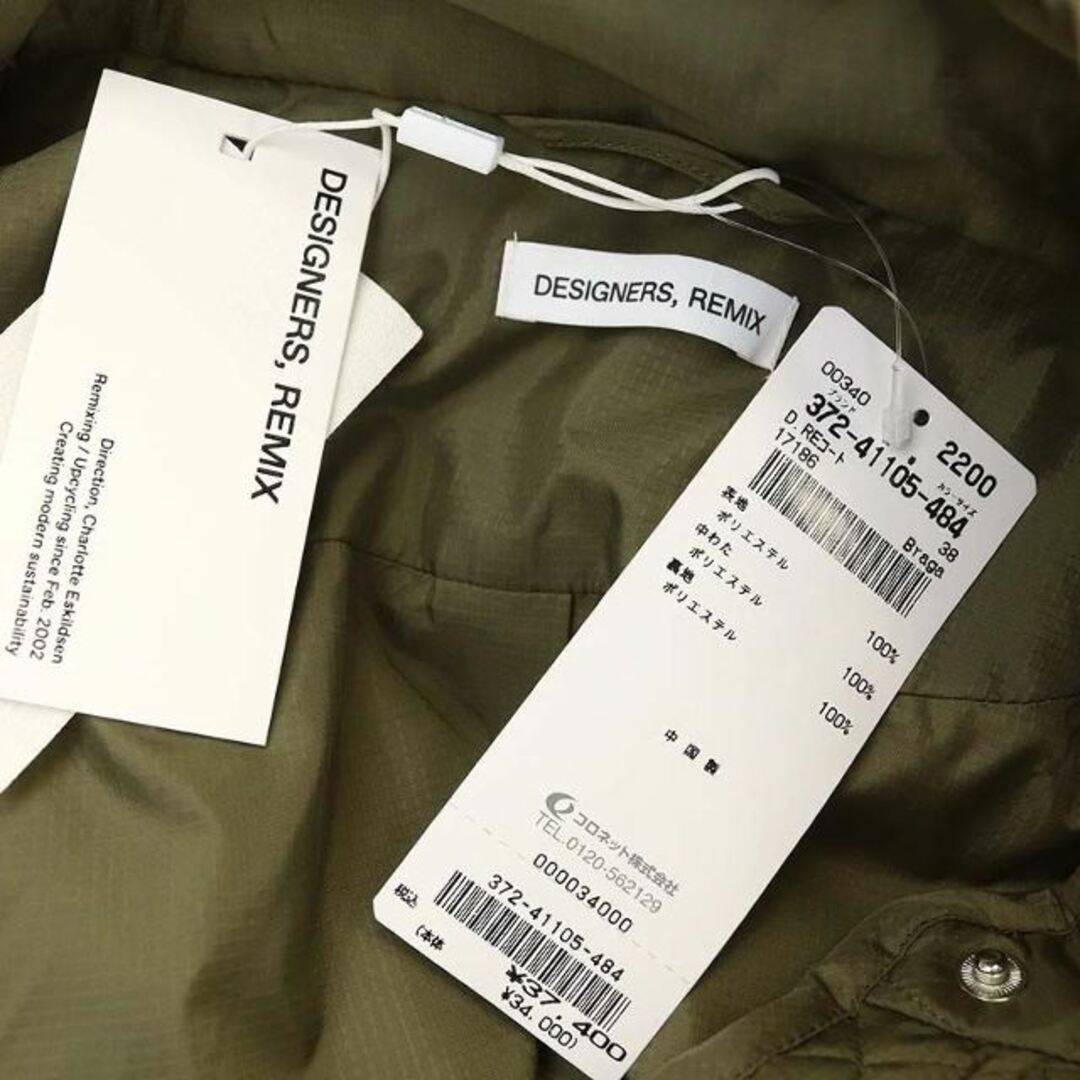 DESIGNERS, REMIX
Direction, Charlotte Eskildsen
Remixing / Upcycling since Feb. 2002
Creating modern sustainability
DESIGNERS, REMIX
00340 2200
ブランド カラーサイズ
372-41105-484
D.REコート 38
17186 Braga
表地
ポリエステル 100%
中わた
ポリエステル 100%
裏地
ポリエステル 100%
中国製
コロネット株式会社
TEL.0120-562129
000034000
372-41105-484
税込 ¥37,400
(本体 ¥34,000)